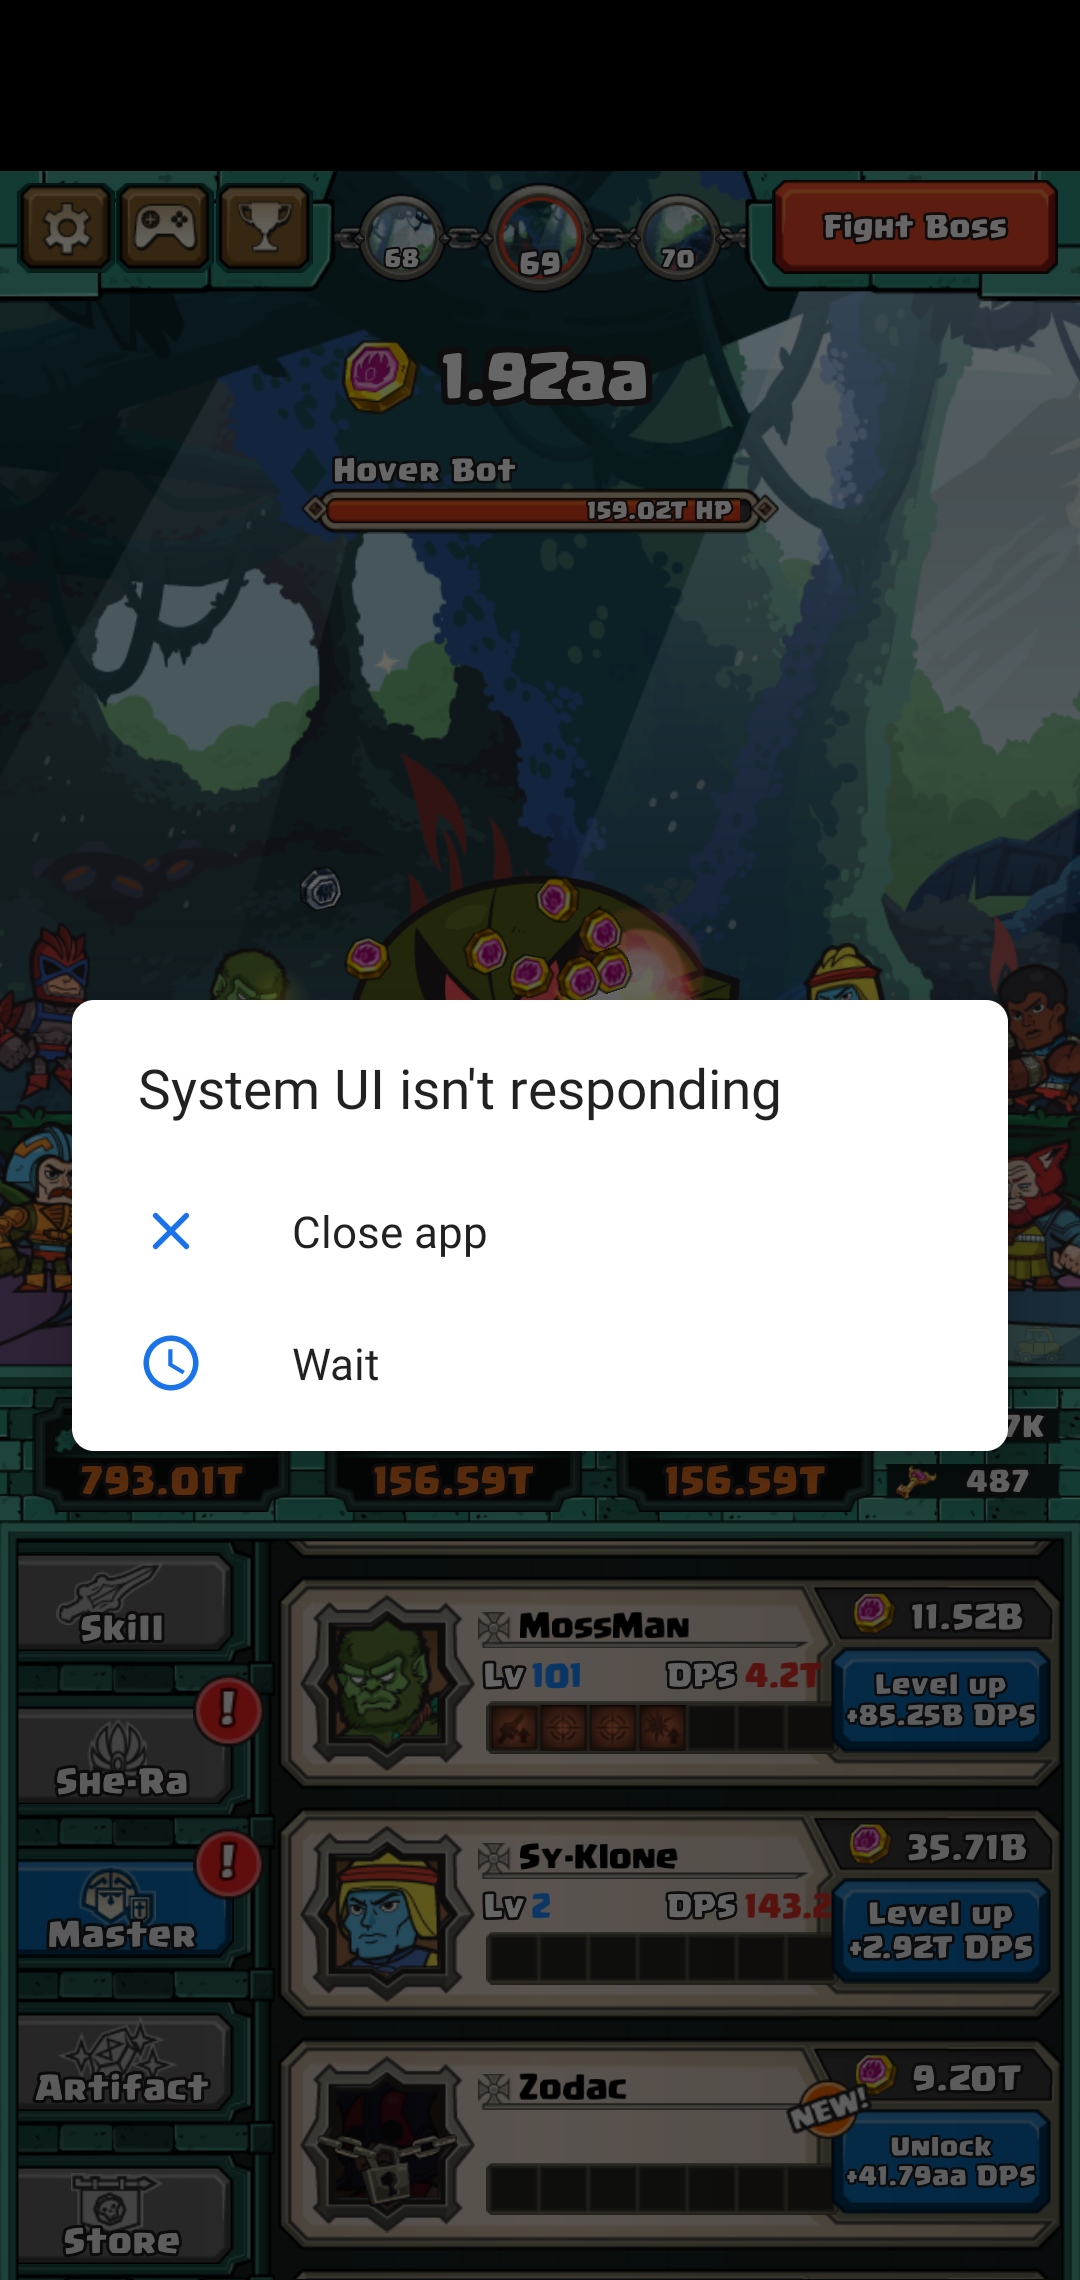 Fight Boss
68
69
70
1.92aa
Hover Bot
159.02T HP
System UI isn't responding
Close app
Wait
7K
793.01T
156.59T
156.59T
487
Skill
MossMan
11.52B
Lv 101
DPS 4.2T
Level up
+85.25B DPS
!
She-Ra
Sy-Klone
35.71B
Lv 2
DPS 143.2
Level up
+2.92T DPS
!
Master
Zodac
9.20T
NEW!
Unlock
+41.79aa DPS
Artifact
Store